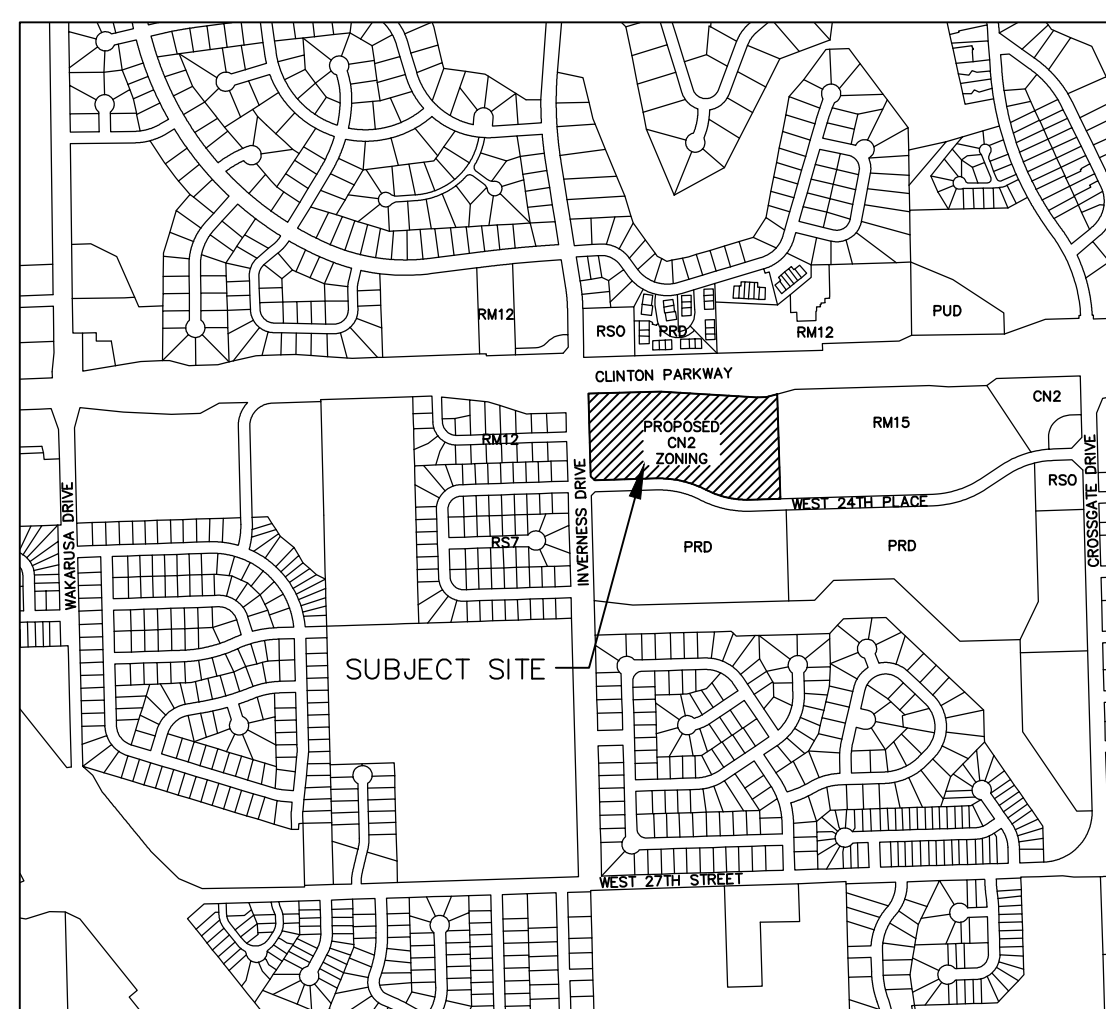 RM12
RSO
PRD
RM12
PUD
CLINTON PARKWAY
CN2
RM12
PROPOSED
CN2
ZONING
RM15
INVERNESS DRIVE
WEST 24TH PLACE
RSO
CROSSGATE DRIVE
WAKARUSA DRIVE
RS7
PRD
PRD
SUBJECT SITE
WEST 27TH STREET